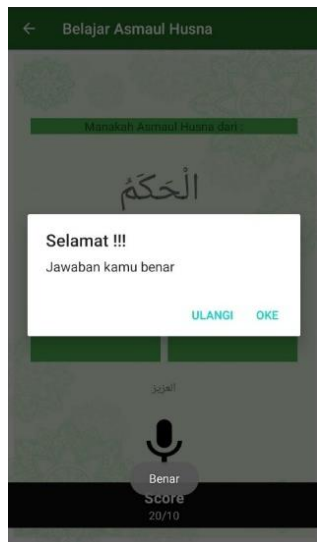 Belajar Asmaul Husna
Manakah Asmaul Husna dari :
الْحَكَمُ
Selamat !!!
Jawaban kamu benar
ULANGI OKE
العزيز
Benar
Score
20/10